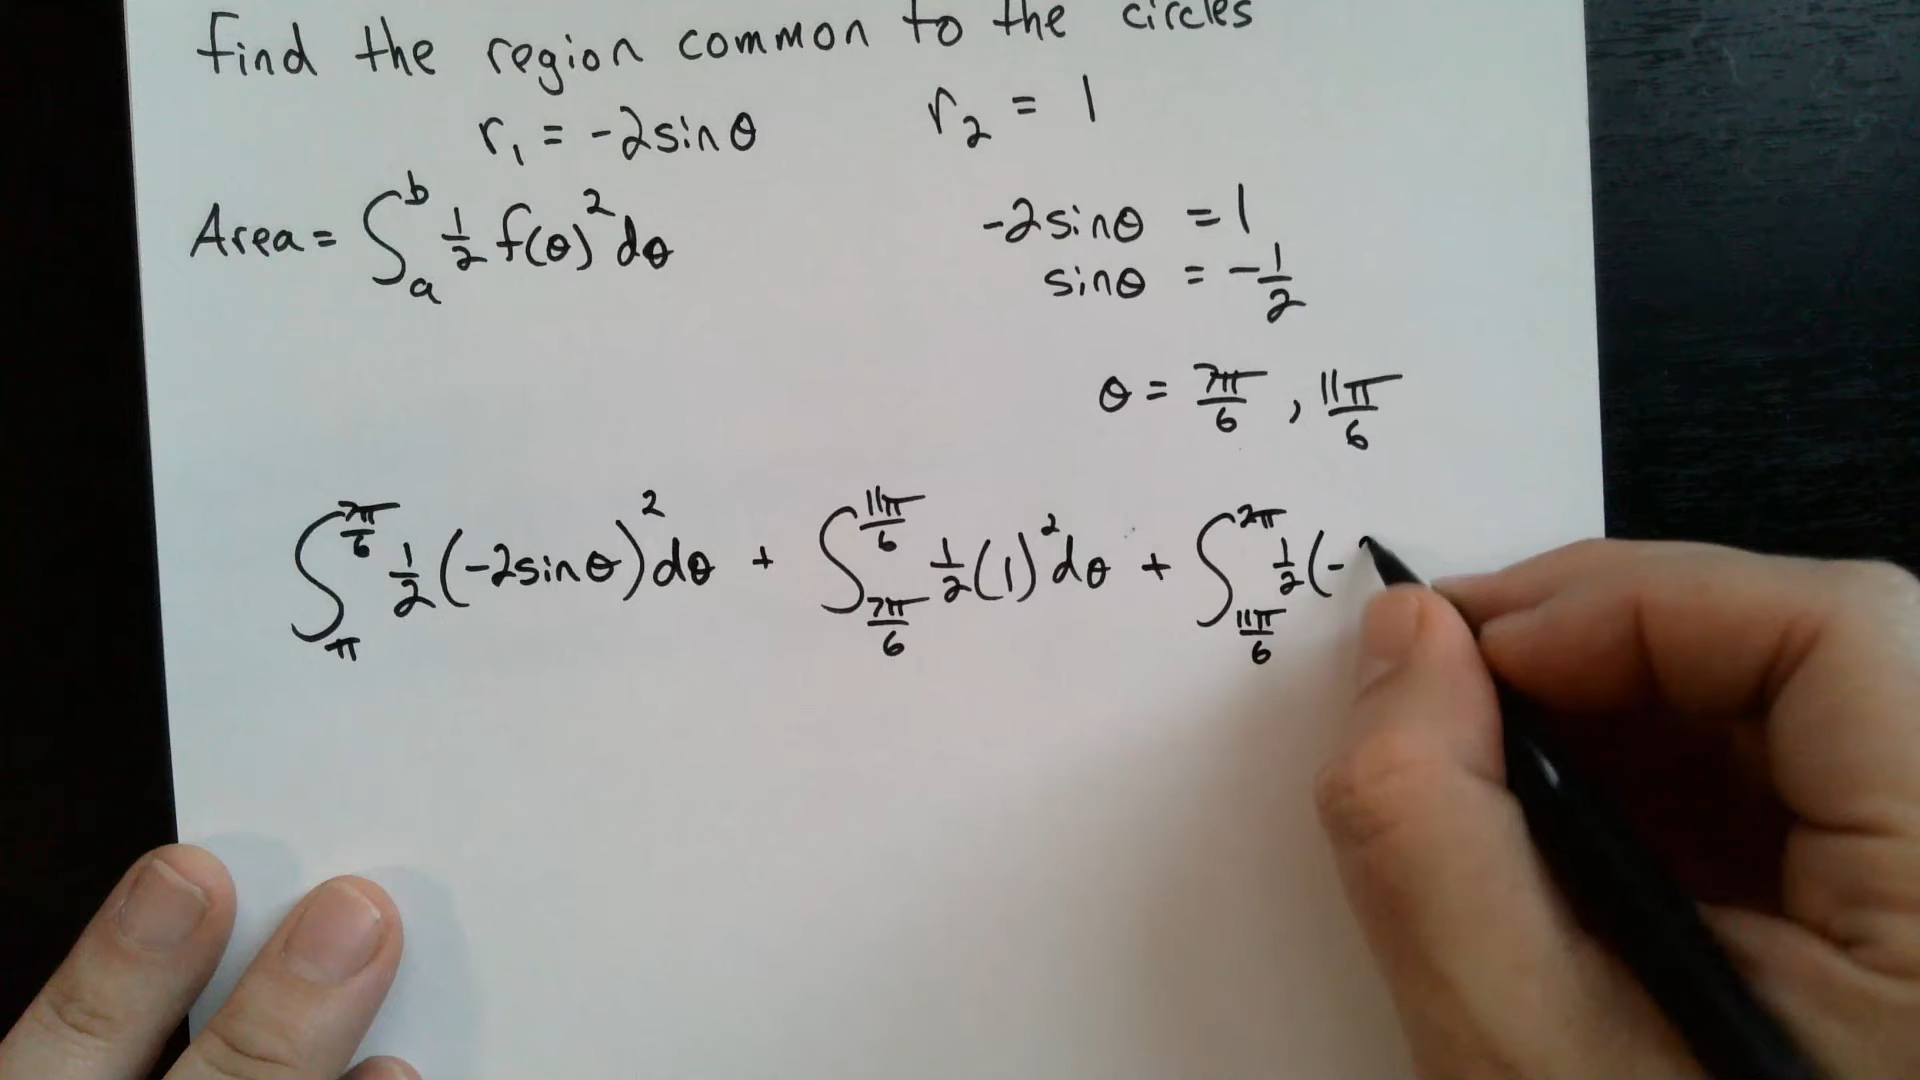 find the region common to the circles
r₁ = -2sinθ r₂ = 1
Area = ∫_a^b ½ f(θ)² dθ -2sinθ = 1
sinθ = -½
θ = 7π/6 , 11π/6
∫_π^(7π/6) ½ (-2sinθ)² dθ + ∫_(7π/6)^(11π/6) ½ (1)² dθ + ∫_(11π/6)^(2π) ½ (-